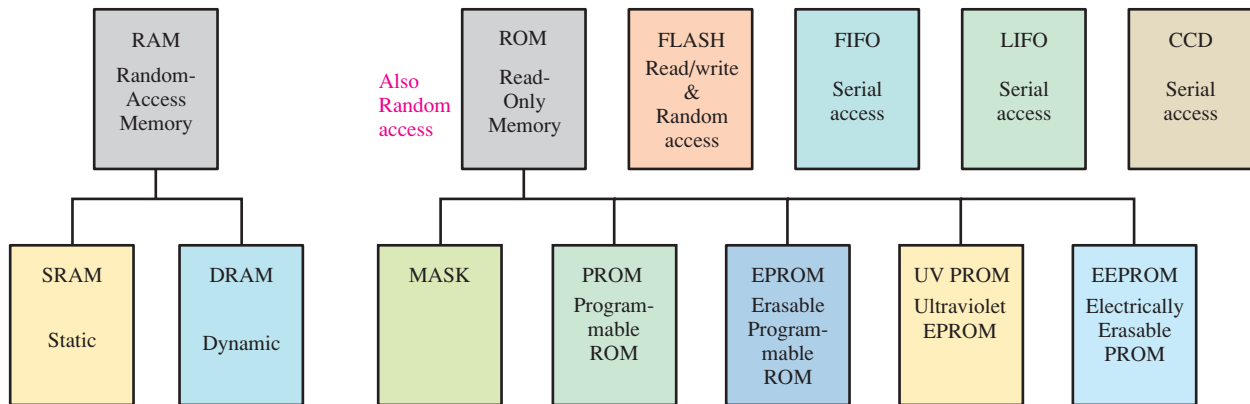 RAM
Random-
Access
Memory
Also
Random
access
ROM
Read-
Only
Memory
FLASH
Read/write
&
Random
access
FIFO
Serial
access
LIFO
Serial
access
CCD
Serial
access
SRAM
Static
DRAM
Dynamic
MASK
PROM
Program-
mable
ROM
EPROM
Erasable
Program-
mable
ROM
UV PROM
Ultraviolet
EPROM
EEPROM
Electrically
Erasable
PROM